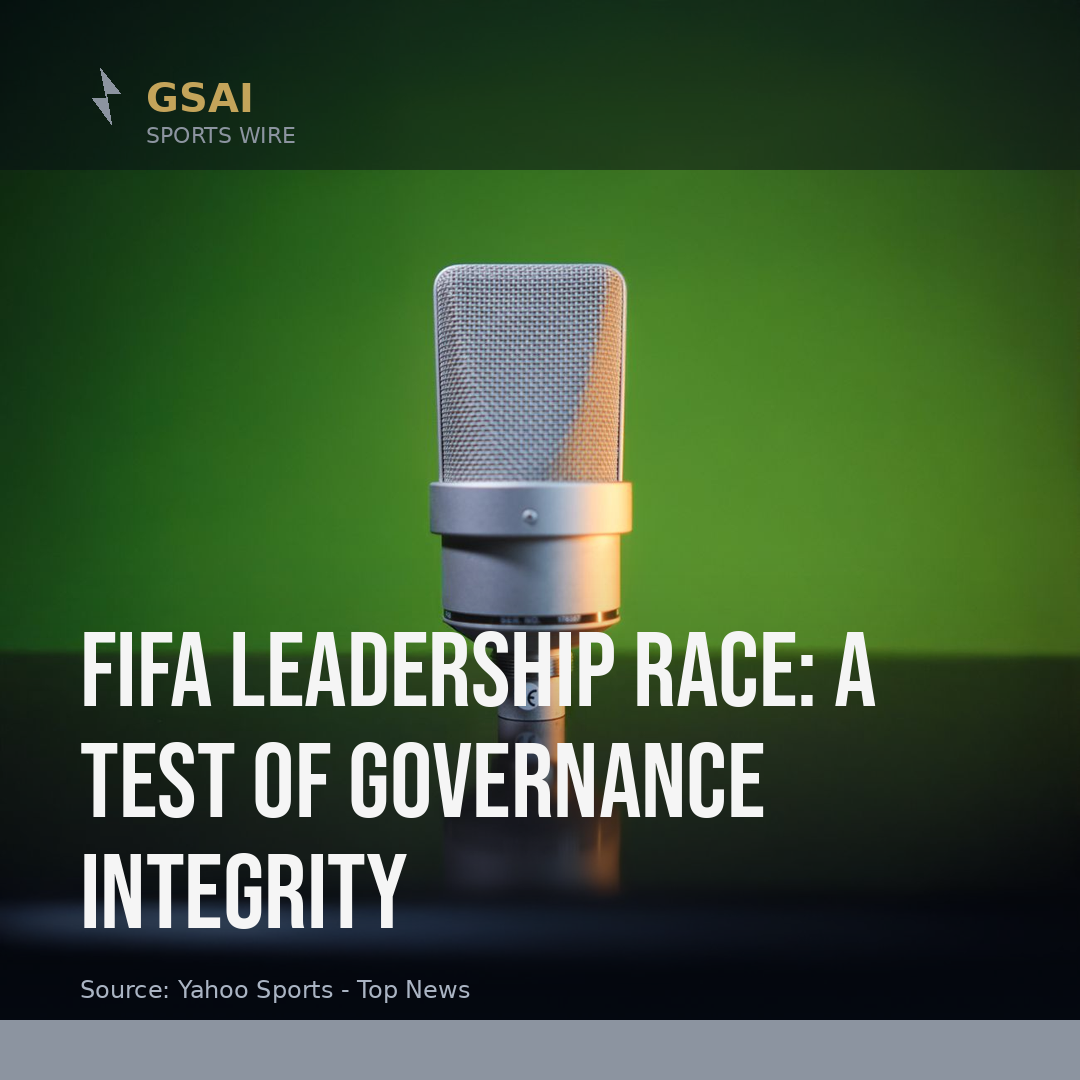 GSAI
SPORTS WIRE
FIFA LEADERSHIP RACE: A
TEST OF GOVERNANCE
INTEGRITY
Source: Yahoo Sports - Top News